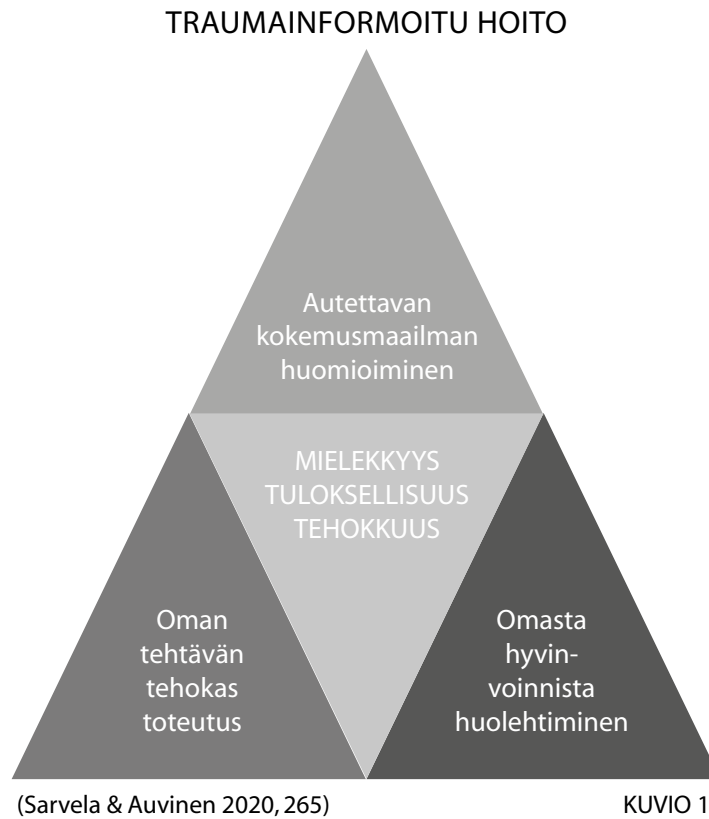 TRAUMAINFORMOITU HOITO
Autettavan
kokemusmaailman
huomioiminen
MIELEKKYYS
TULOKSELLISUUS
TEHOKKUUS
Oman
tehtävän
tehokas
toteutus
Omasta
hyvin-
voinnista
huolehtiminen
(Sarvela & Auvinen 2020, 265)
KUVIO 1